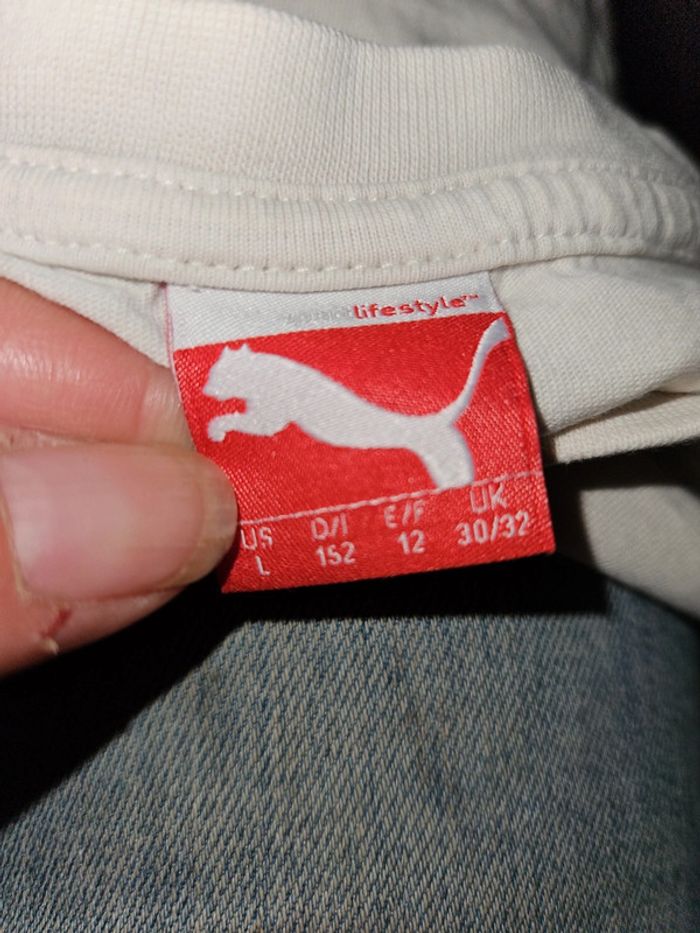 lifestyle™
US D/I E/F UK
L 152 12 30/32